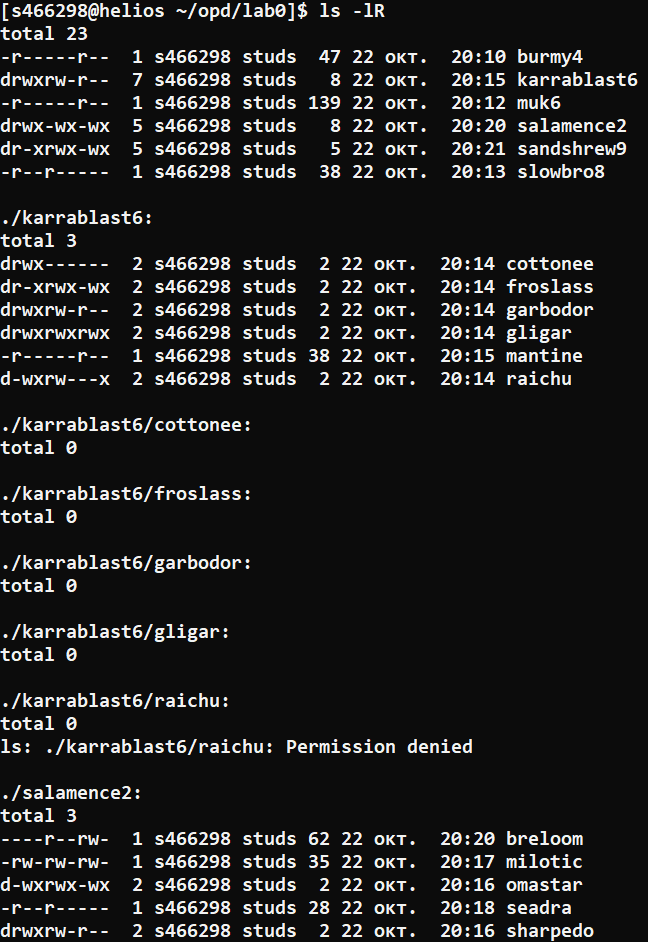 [s466298@helios ~/opd/lab0]$ ls -lR
total 23
-r-----r--  1 s466298 studs  47 22 окт.  20:10 burmy4
drwxrw-r--  7 s466298 studs   8 22 окт.  20:15 karrablast6
-r-----r--  1 s466298 studs 139 22 окт.  20:12 muk6
drwx-wx-wx  5 s466298 studs   8 22 окт.  20:20 salamence2
dr-xrwx-wx  5 s466298 studs   5 22 окт.  20:21 sandshrew9
-r--r-----  1 s466298 studs  38 22 окт.  20:13 slowbro8

./karrablast6:
total 3
drwx------  2 s466298 studs  2 22 окт.  20:14 cottonee
dr-xrwx-wx  2 s466298 studs  2 22 окт.  20:14 froslass
drwxrw-r--  2 s466298 studs  2 22 окт.  20:14 garbodor
drwxrwxrwx  2 s466298 studs  2 22 окт.  20:14 gligar
-r-----r--  1 s466298 studs 38 22 окт.  20:15 mantine
d-wxrw---x  2 s466298 studs  2 22 окт.  20:14 raichu

./karrablast6/cottonee:
total 0

./karrablast6/froslass:
total 0

./karrablast6/garbodor:
total 0

./karrablast6/gligar:
total 0

./karrablast6/raichu:
total 0
ls: ./karrablast6/raichu: Permission denied

./salamence2:
total 3
----r--rw-  1 s466298 studs 62 22 окт.  20:20 breloom
-rw-rw-rw-  1 s466298 studs 35 22 окт.  20:17 milotic
d-wxrwx-wx  2 s466298 studs  2 22 окт.  20:16 omastar
-r--r-----  1 s466298 studs 28 22 окт.  20:18 seadra
drwxrw-r--  2 s466298 studs  2 22 окт.  20:16 sharpedo